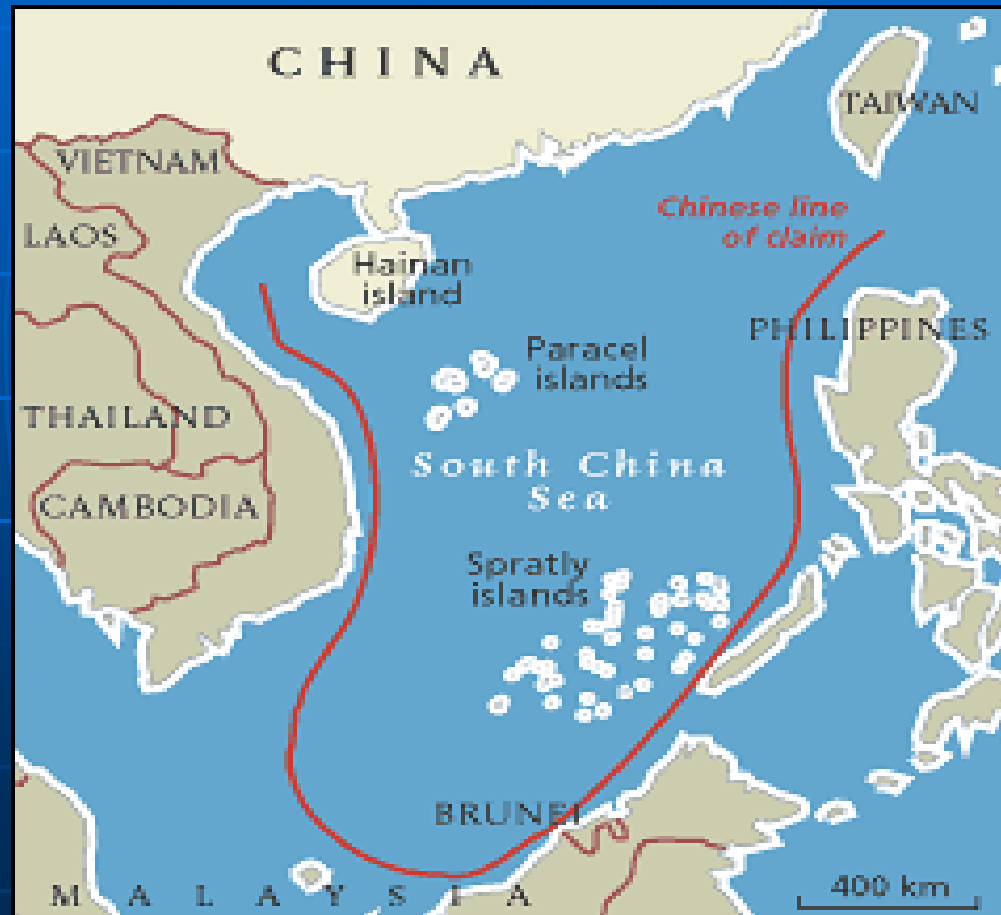 CHINA
TAIWAN
VIETNAM
Chinese line
of claim
LAOS
Hainan
island
PHILIPPINES
Paracel
islands
THAILAND
South China
Sea
CAMBODIA
Spratly
islands
BRUNEI
MALAYSIA
400 km